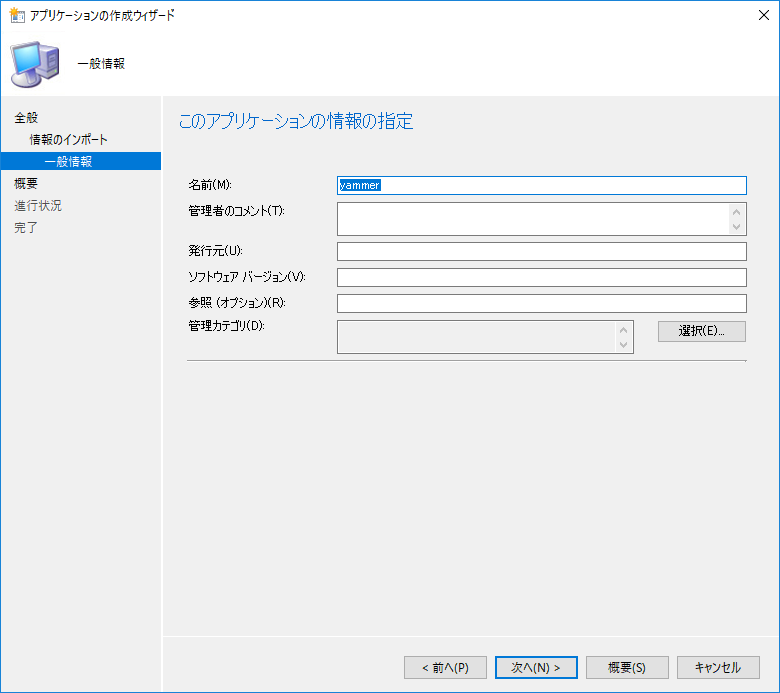 アプリケーションの作成ウィザード
一般情報
全般
情報のインポート
一般情報
概要
進行状況
完了
このアプリケーションの情報の指定
名前(M):
yammer
管理者のコメント(T):
発行元(U):
ソフトウェア バージョン(V):
参照 (オプション)(R):
管理カテゴリ(D):
選択(E)...
< 前へ(P)
次へ(N) >
概要(S)
キャンセル